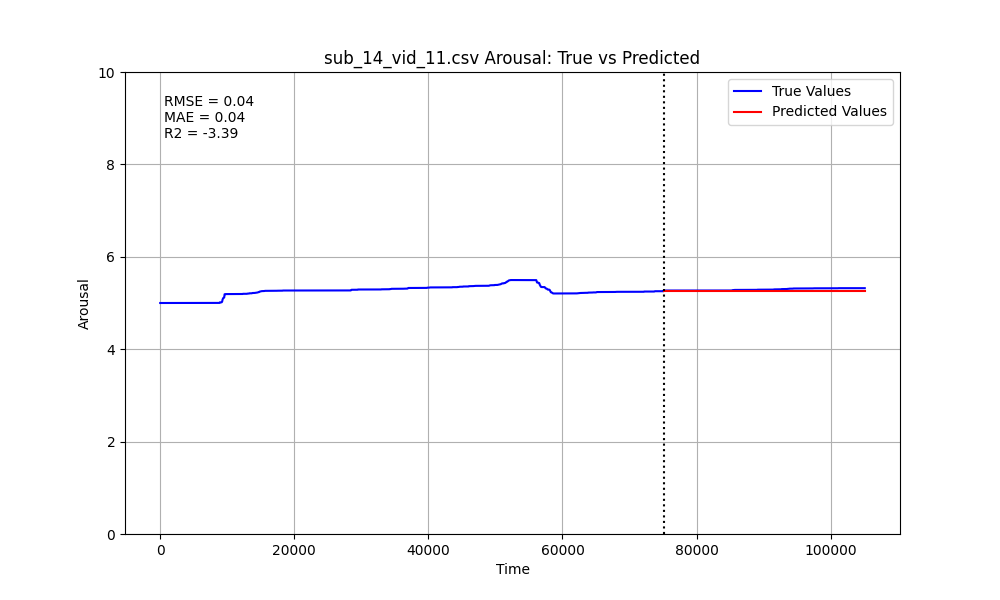 sub_14_vid_11.csv Arousal: True vs Predicted
RMSE = 0.04
MAE = 0.04
R2 = -3.39
True Values
Predicted Values
10
8
6
4
2
0
Arousal
0 20000 40000 60000 80000 100000
Time